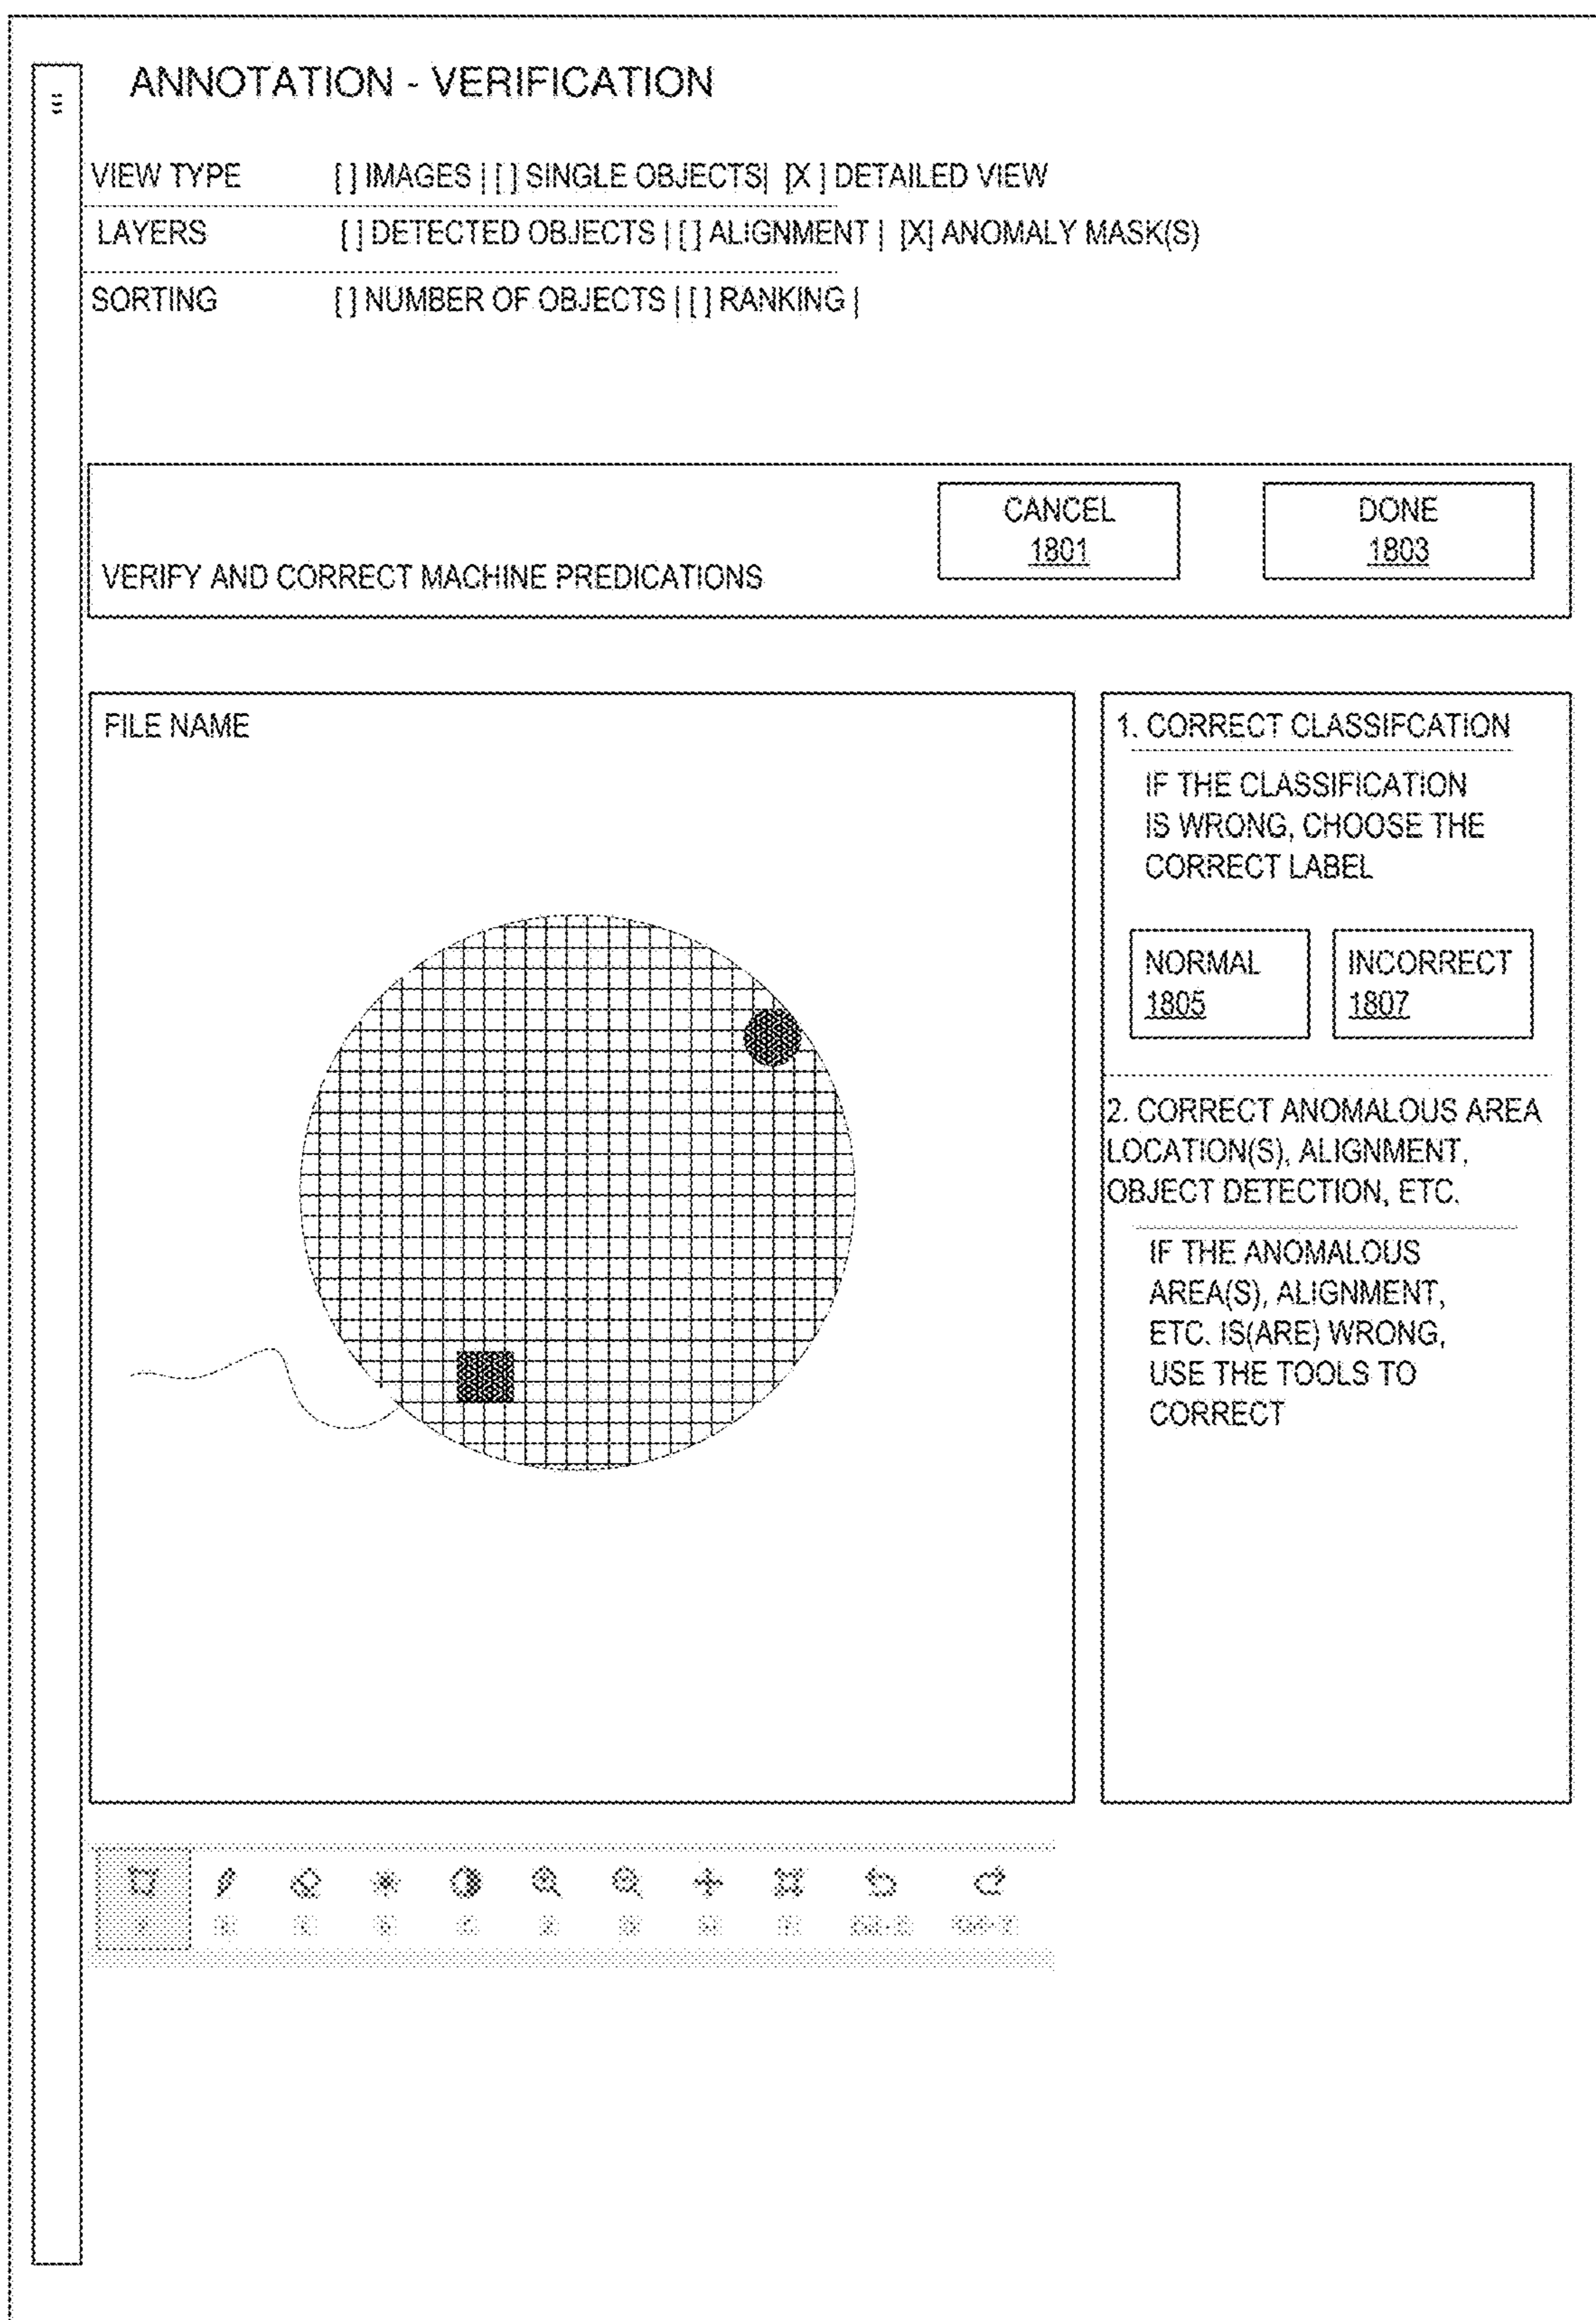 ANNOTATION - VERIFICATION
VIEW TYPE [ ] IMAGES | [ ] SINGLE OBJECTS| [X ] DETAILED VIEW
LAYERS [ ] DETECTED OBJECTS | [ ] ALIGNMENT | [X] ANOMALY MASK(S)
SORTING [ ] NUMBER OF OBJECTS | [ ] RANKING |
VERIFY AND CORRECT MACHINE PREDICATIONS
CANCEL
1801
DONE
1803
FILE NAME
1. CORRECT CLASSIFCATION
IF THE CLASSIFICATION
IS WRONG, CHOOSE THE
CORRECT LABEL
NORMAL
1805
INCORRECT
1807
2. CORRECT ANOMALOUS AREA
LOCATION(S), ALIGNMENT,
OBJECT DETECTION, ETC.
IF THE ANOMALOUS
AREA(S), ALIGNMENT,
ETC. IS(ARE) WRONG,
USE THE TOOLS TO
CORRECT